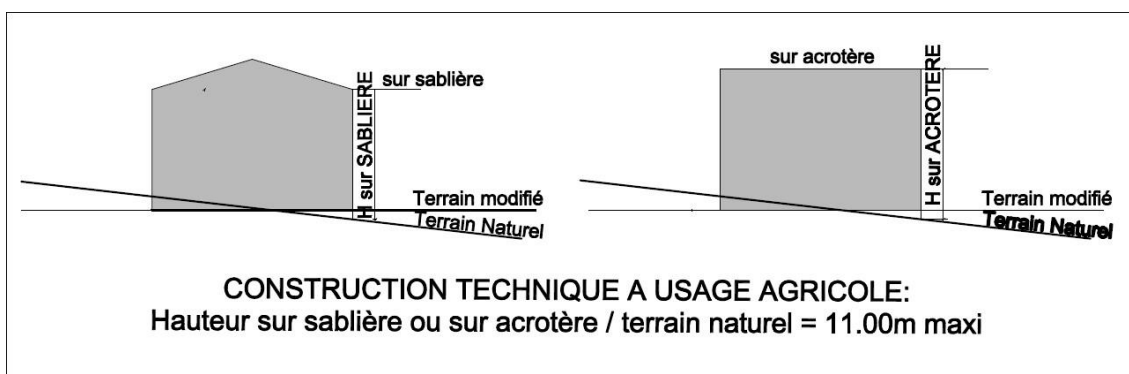 sur sablière
H sur SABLIERE
Terrain modifié
Terrain Naturel
sur acrotère
H sur ACROTERE
Terrain modifié
Terrain Naturel
CONSTRUCTION TECHNIQUE A USAGE AGRICOLE:
Hauteur sur sablière ou sur acrotère / terrain naturel = 11.00m maxi